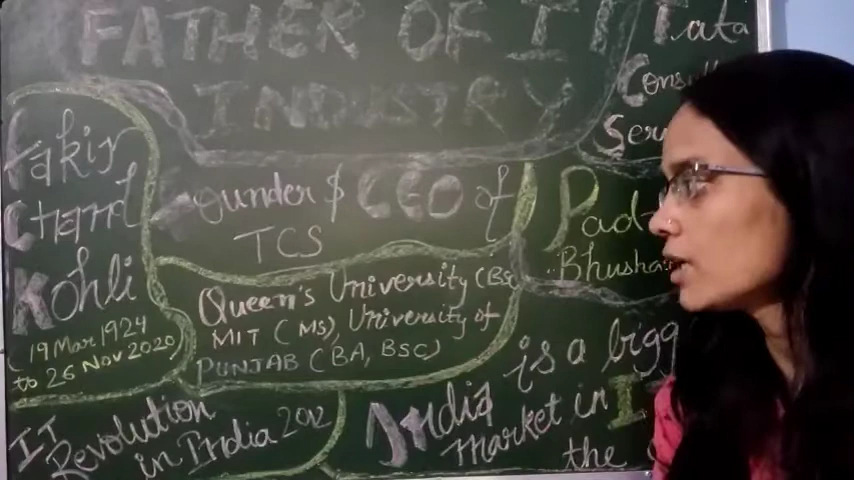 FATHER OF IT
INDUSTRY
Tata
Cons
Ser
Fakir
Chand
Kohli
(19 Mar 1924
to 26 Nov 2020)
Founder & CEO of
TCS
Pad
Bhusha
Queen's University (BSc
MIT (MS), University of
PUNJAB (BA, BSC)
IT
Revolution
in India 2012
India is a bigg
market in I
the